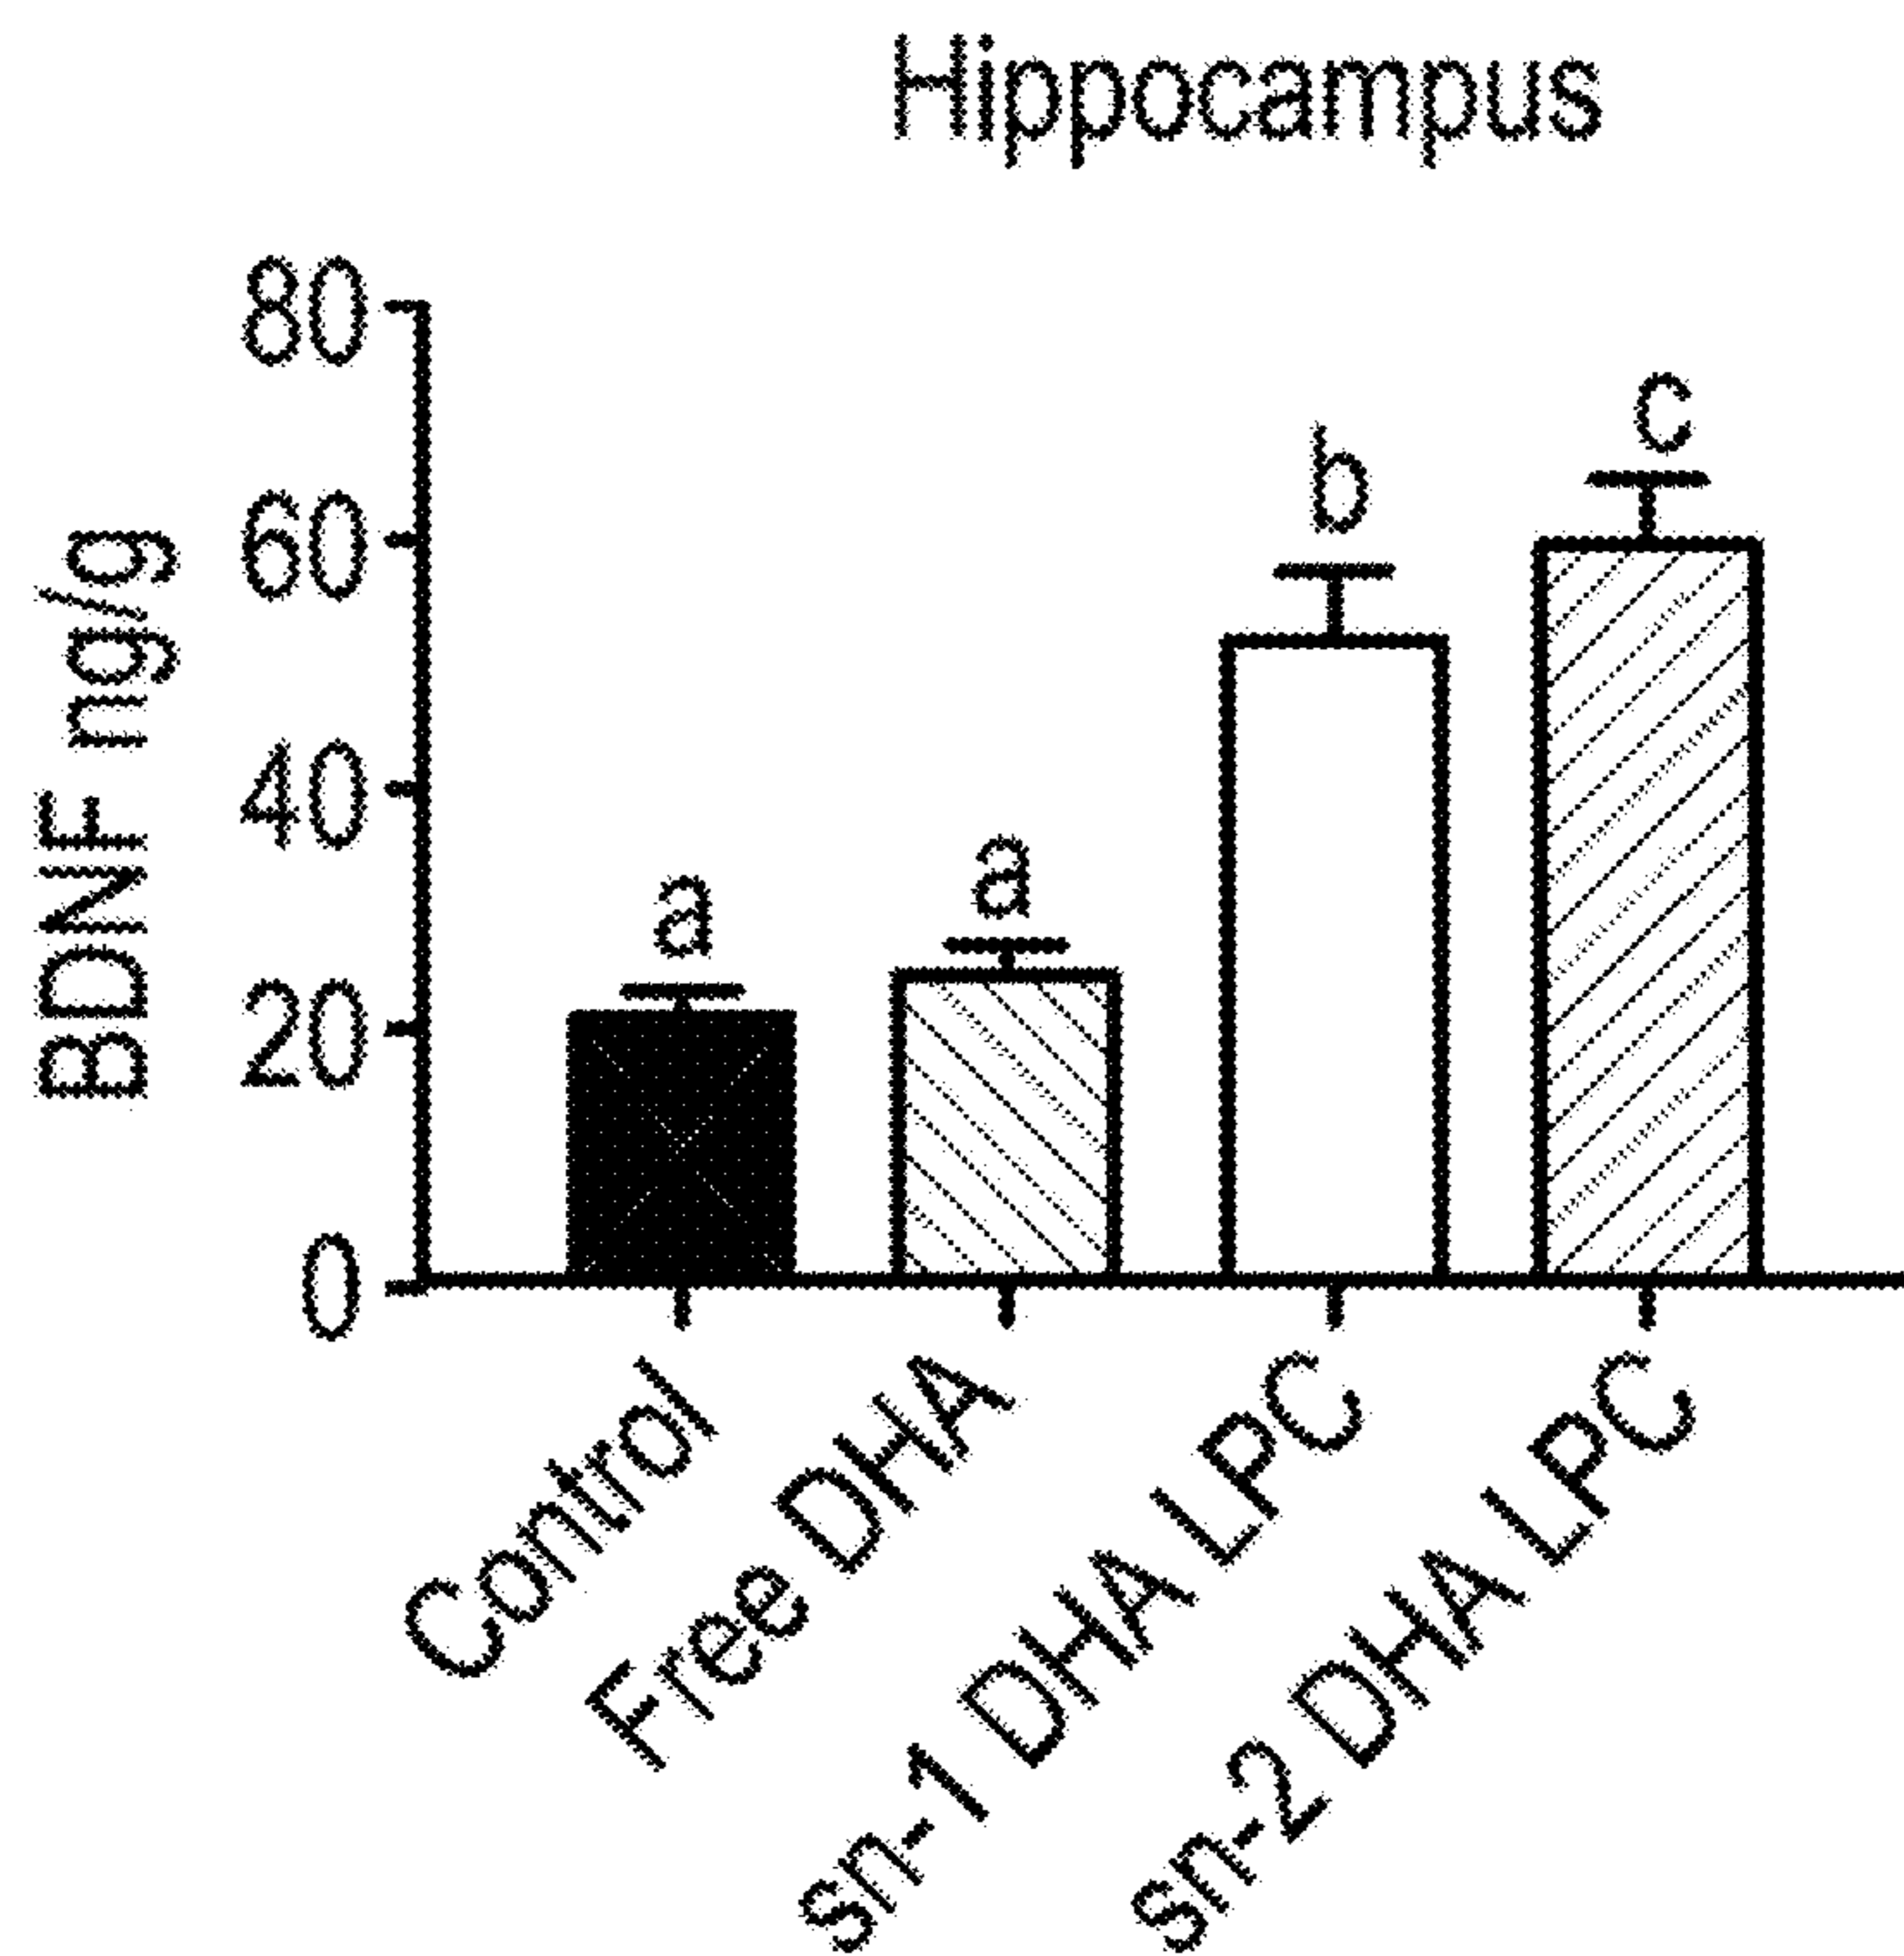 Hippocampus
BDNF ng/g
80
60
40
20
0
a
a
b
c
Control
Free DHA
sn-1 DHA LPC
sn-2 DHA LPC